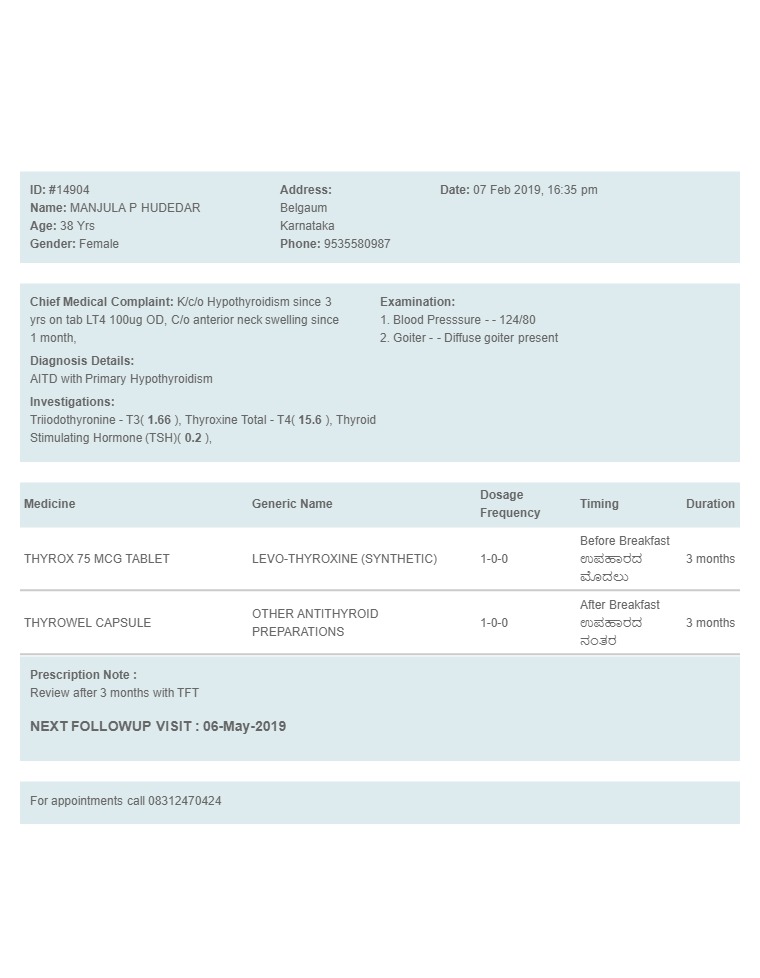 ID: #14904
Name: MANJULA P HUDEDAR
Age: 38 Yrs
Gender: Female
Address:
Belgaum
Karnataka
Phone: 9535580987
Date: 07 Feb 2019, 16:35 pm
Chief Medical Complaint: K/c/o Hypothyroidism since 3
yrs on tab LT4 100ug OD, C/o anterior neck swelling since
1 month,
Diagnosis Details:
AITD with Primary Hypothyroidism
Investigations:
Triiodothyronine - T3( 1.66 ), Thyroxine Total - T4( 15.6 ), Thyroid
Stimulating Hormone (TSH)( 0.2 ),
Examination:
1. Blood Presssure - - 124/80
2. Goiter - - Diffuse goiter present
Medicine Generic Name Dosage Frequency Timing Duration
THYROX 75 MCG TABLET LEVO-THYROXINE (SYNTHETIC) 1-0-0 Before Breakfast 3 months
ಉಪಹಾರದ
ಮೊದಲು
THYROWEL CAPSULE OTHER ANTITHYROID PREPARATIONS 1-0-0 After Breakfast 3 months
ಉಪಹಾರದ
ನಂತರ
Prescription Note :
Review after 3 months with TFT
NEXT FOLLOWUP VISIT : 06-May-2019
For appointments call 08312470424